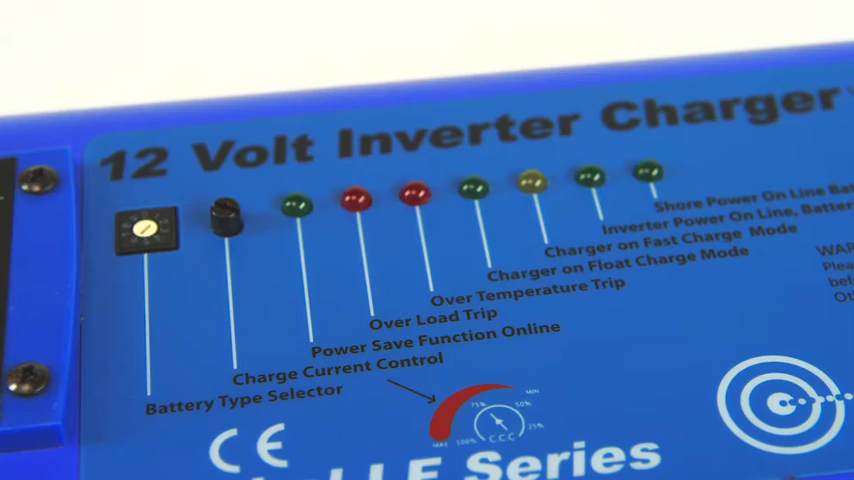 12 Volt Inverter Charger
Shore Power On Line
Inverter Power On Line,
Charger on Fast Charge Mode
Charger on Float Charge Mode
Over Temperature Trip
Over Load Trip
Power Save Function Online
Charge Current Control
Battery Type Selector
MIN
75%
50%
25%
100%
MAX
C.C.C
CE
LF Series